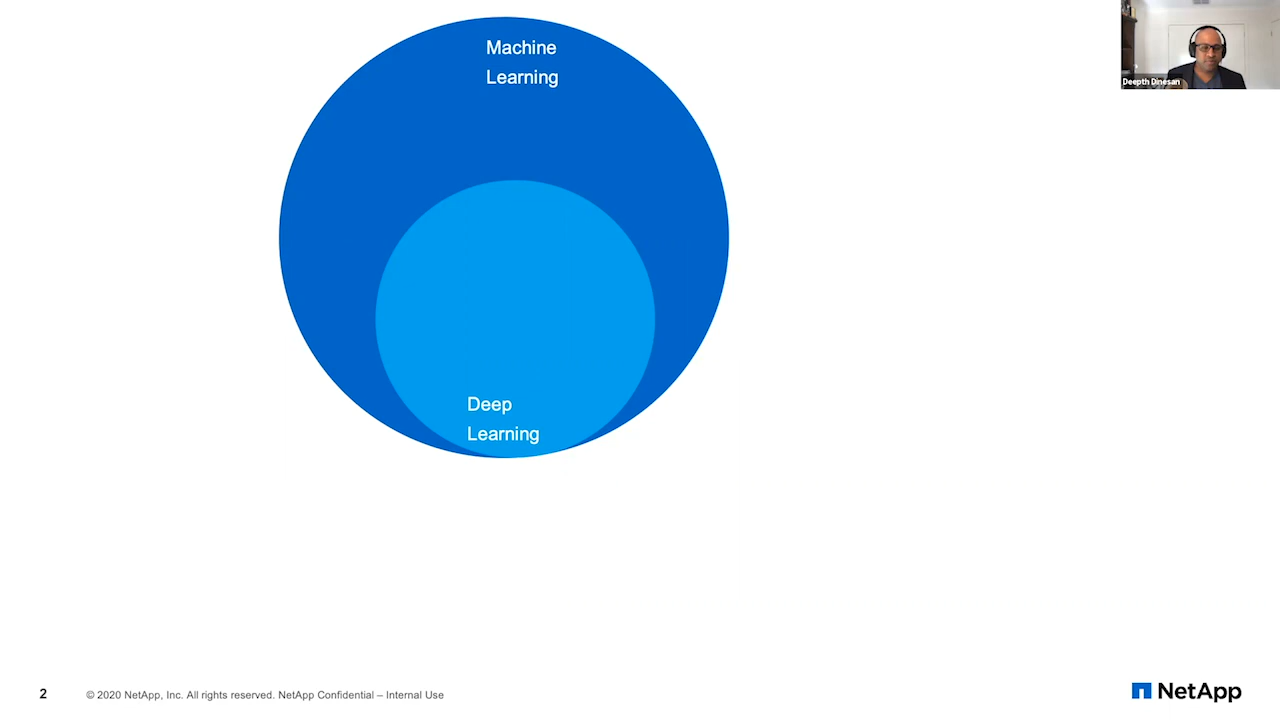 Machine
Learning
Deepth Dinesan
Deep
Learning
2
© 2020 NetApp, Inc. All rights reserved. NetApp Confidential – Internal Use
NetApp